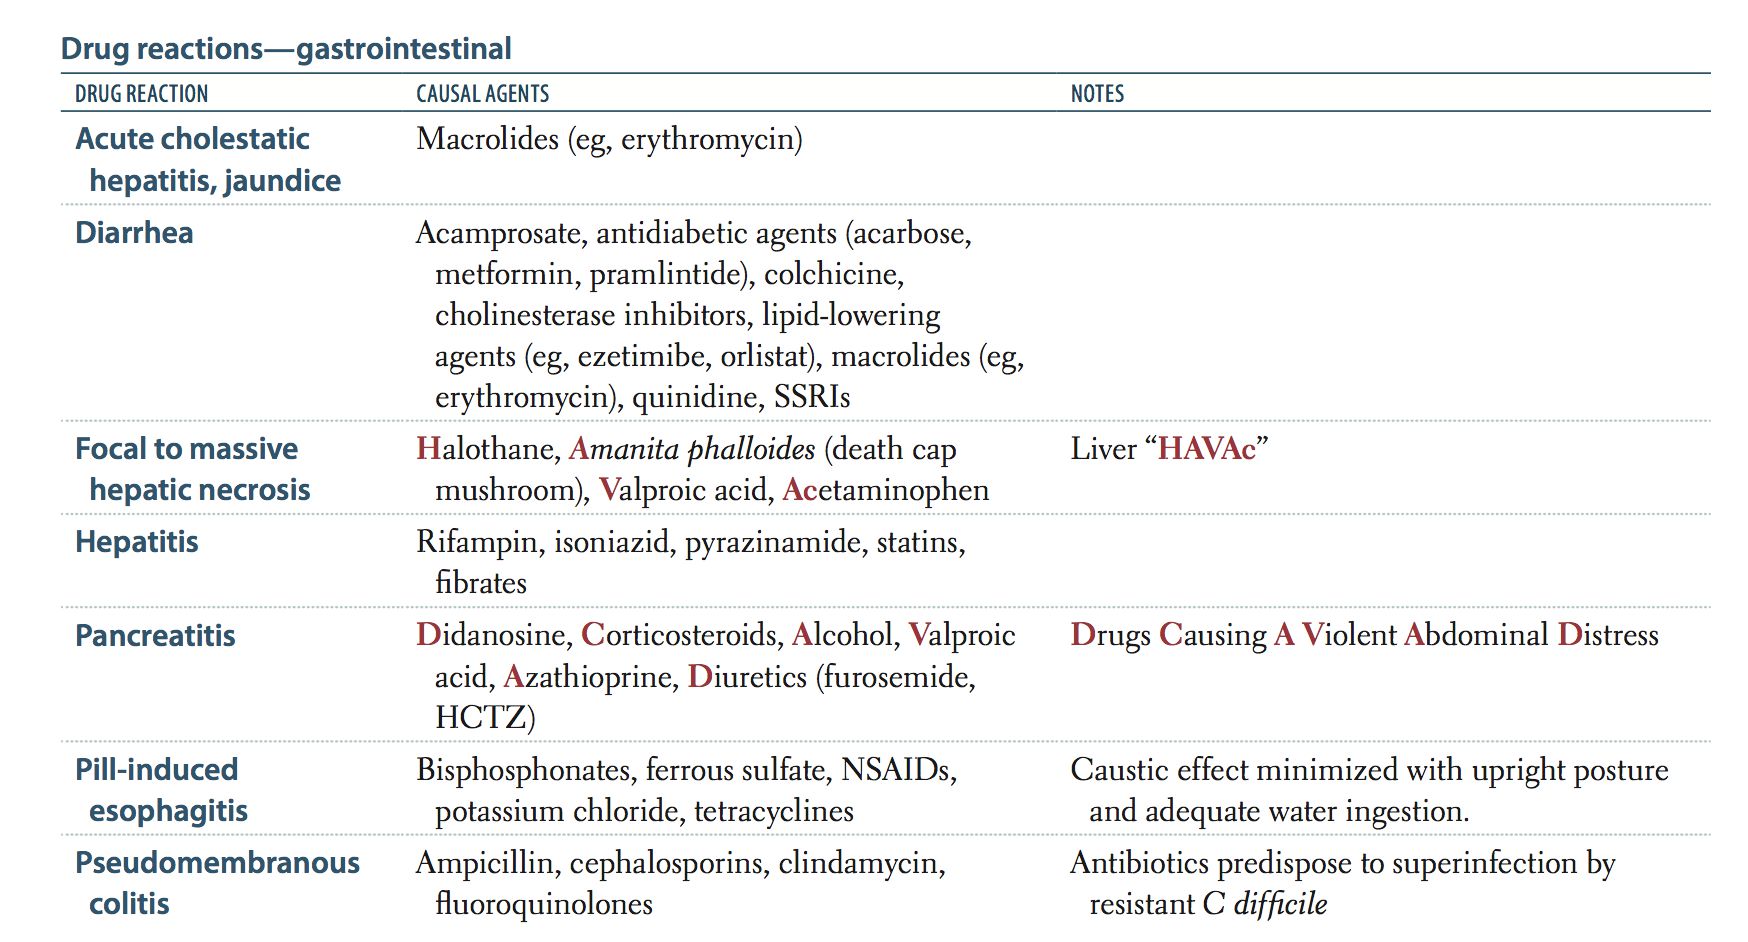 Drug reactions—gastrointestinal
DRUG REACTION CAUSAL AGENTS NOTES
Acute cholestatic hepatitis, jaundice
Macrolides (eg, erythromycin)
Diarrhea
Acamprosate, antidiabetic agents (acarbose,
metformin, pramlintide), colchicine,
cholinesterase inhibitors, lipid-lowering
agents (eg, ezetimibe, orlistat), macrolides (eg,
erythromycin), quinidine, SSRIs
Focal to massive
hepatic necrosis
Halothane, Amanita phalloides (death cap
mushroom), Valproic acid, Acetaminophen
Liver “HAVAc”
Hepatitis
Rifampin, isoniazid, pyrazinamide, statins,
fibrates
Pancreatitis
Didanosine, Corticosteroids, Alcohol, Valproic
acid, Azathioprine, Diuretics (furosemide,
HCTZ)
Drugs Causing A Violent Abdominal Distress
Pill-induced
esophagitis
Bisphosphonates, ferrous sulfate, NSAIDs,
potassium chloride, tetracyclines
Caustic effect minimized with upright posture
and adequate water ingestion.
Pseudomembranous
colitis
Ampicillin, cephalosporins, clindamycin,
fluoroquinolones
Antibiotics predispose to superinfection by
resistant C difficile